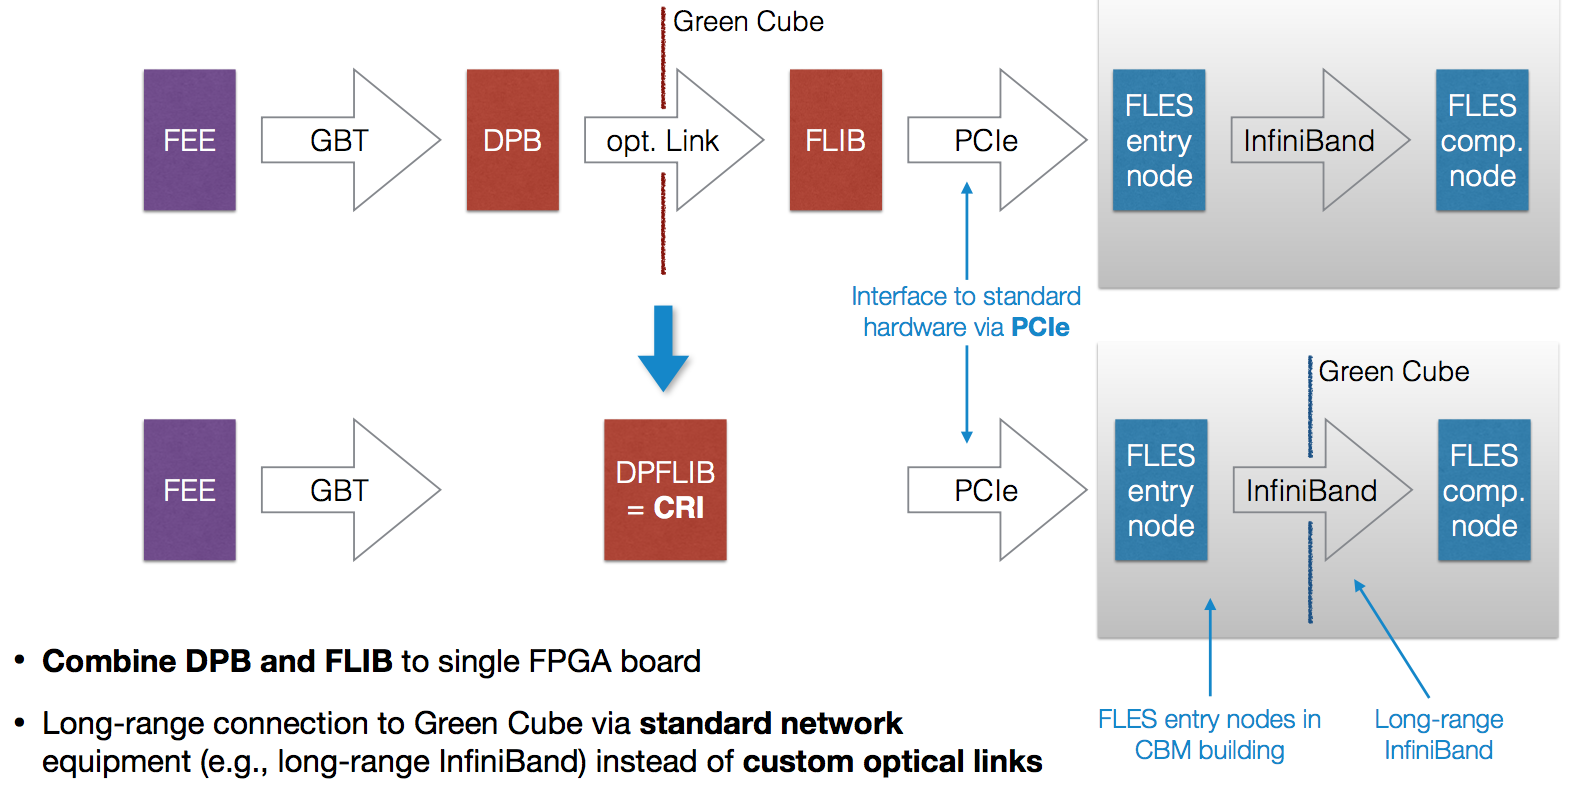 Green Cube
FEE
GBT
DPB
opt. Link
FLIB
PCIe
FLES
entry
node
InfiniBand
FLES
comp.
node
Interface to standard
hardware via PCIe
Green Cube
FEE
GBT
DPFLIB
= CRI
PCIe
FLES
entry
node
InfiniBand
FLES
comp.
node
• Combine DPB and FLIB to single FPGA board
• Long-range connection to Green Cube via standard network
equipment (e.g., long-range InfiniBand) instead of custom optical links
FLES entry nodes in
CBM building
Long-range
InfiniBand